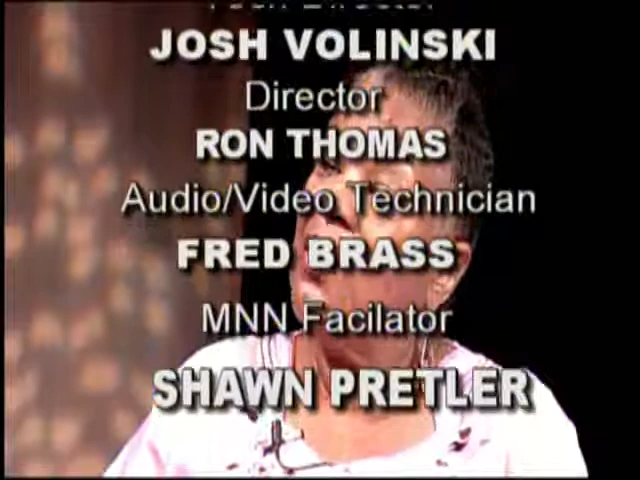 JOSH VOLINSKI
Director
RON THOMAS
Audio/Video Technician
FRED BRASS
MNN Facilator
SHAWN PRETLER